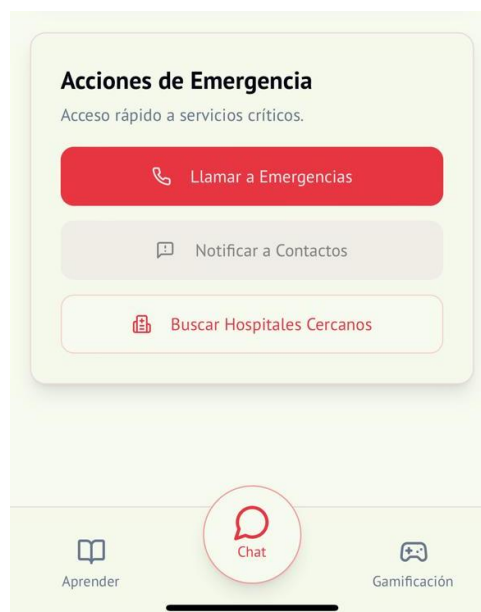 Acciones de Emergencia
Acceso rápido a servicios críticos.
Llamar a Emergencias
Notificar a Contactos
Buscar Hospitales Cercanos
Chat
Aprender
Gamificación